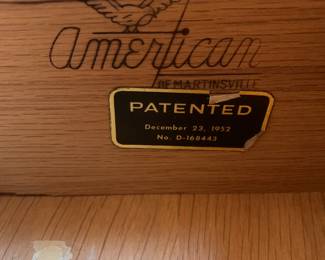 American
OF MARTINSVILLE
PATENTED
December 23, 1952
No. D-168443